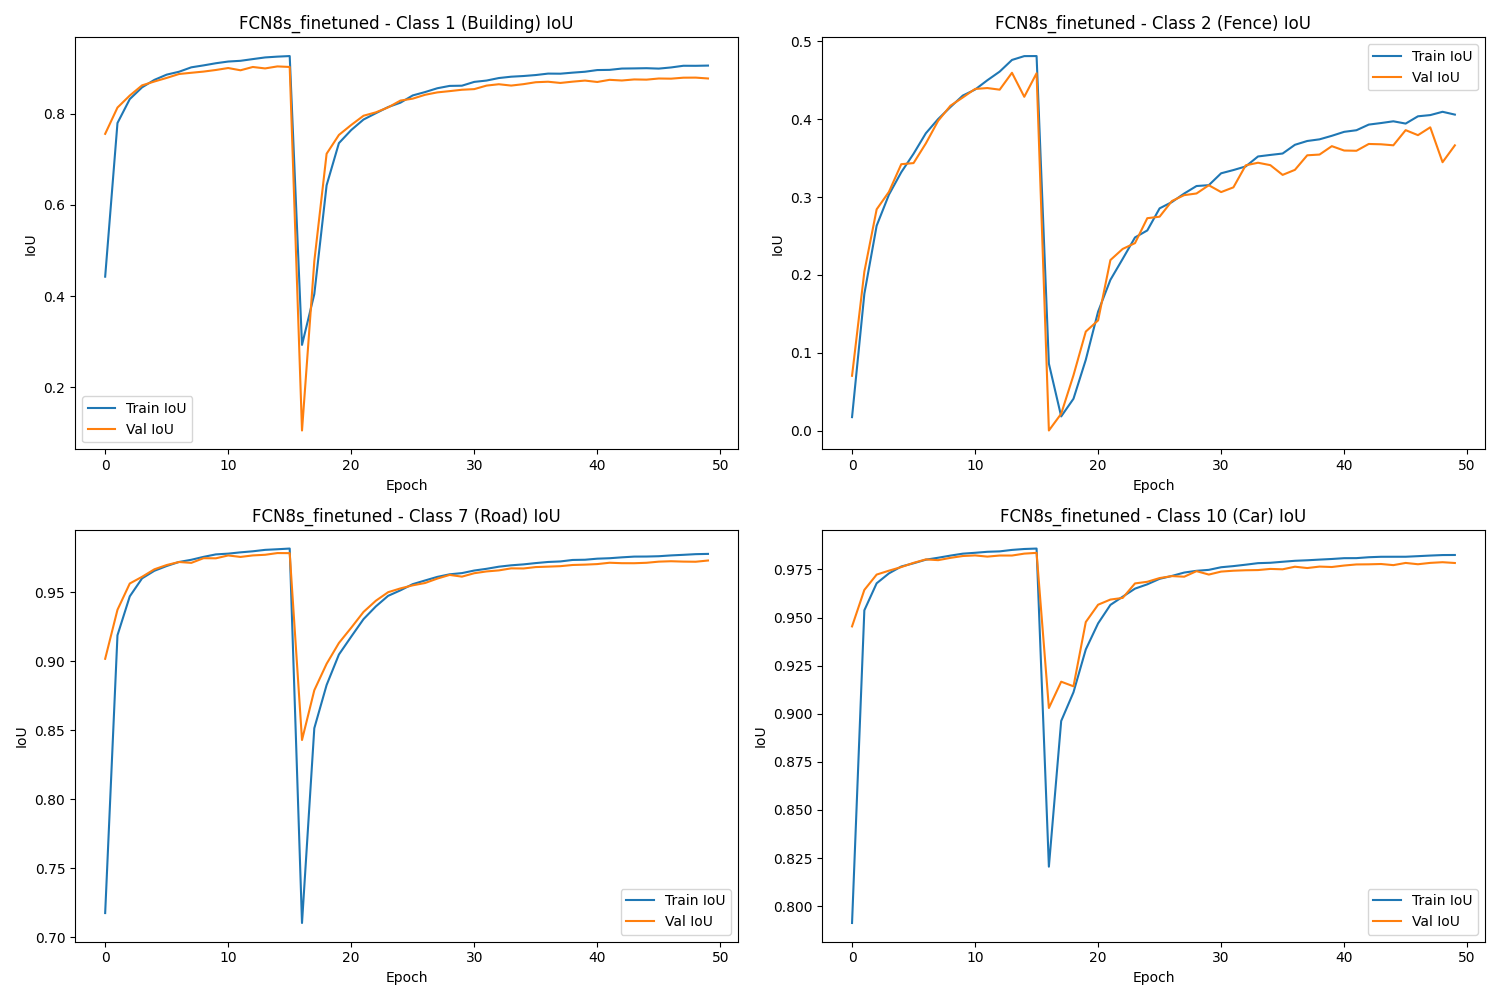 FCN8s_finetuned - Class 1 (Building) IoU
IoU
0.8
0.6
0.4
0.2
Train IoU
Val IoU
0 10 20 30 40 50
Epoch
FCN8s_finetuned - Class 2 (Fence) IoU
IoU
0.5
0.4
0.3
0.2
0.1
0.0
Train IoU
Val IoU
0 10 20 30 40 50
Epoch
FCN8s_finetuned - Class 7 (Road) IoU
IoU
0.95
0.90
0.85
0.80
0.75
0.70
Train IoU
Val IoU
0 10 20 30 40 50
Epoch
FCN8s_finetuned - Class 10 (Car) IoU
IoU
0.975
0.950
0.925
0.900
0.875
0.850
0.825
0.800
Train IoU
Val IoU
0 10 20 30 40 50
Epoch